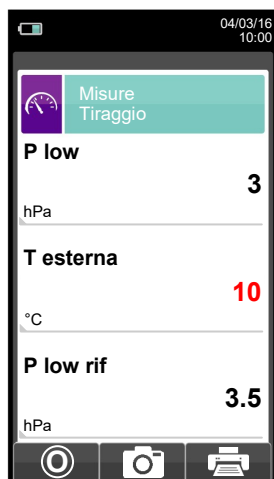 04/03/16
10:00
Misure
Tiraggio
P low
3
hPa
T esterna
10
°C
P low rif
3.5
hPa